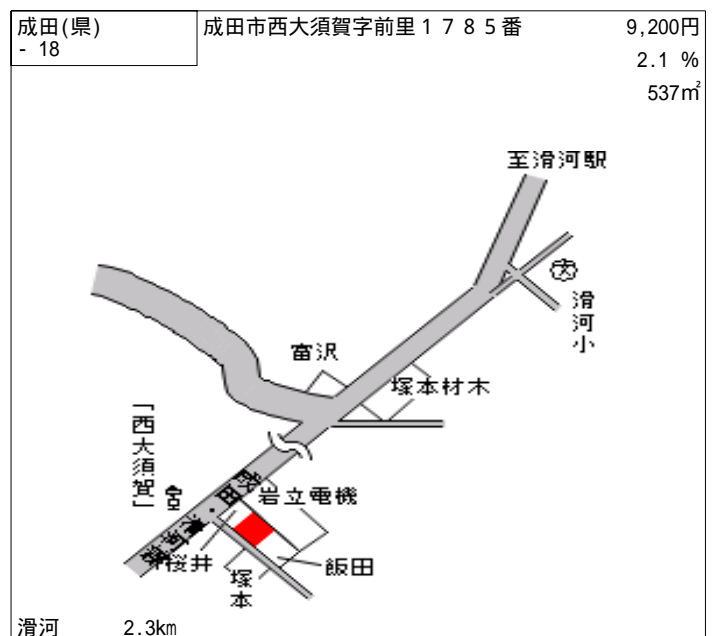 成田(県)
- 18
成田市西大須賀字前里１７８５番
9,200円
2.1 %
537㎡
至滑河駅
滑河小
富沢
塚本材木
「西大須賀」
岩立電機
成田・滑河線
桜井
塚本
飯田
滑河 2.3km